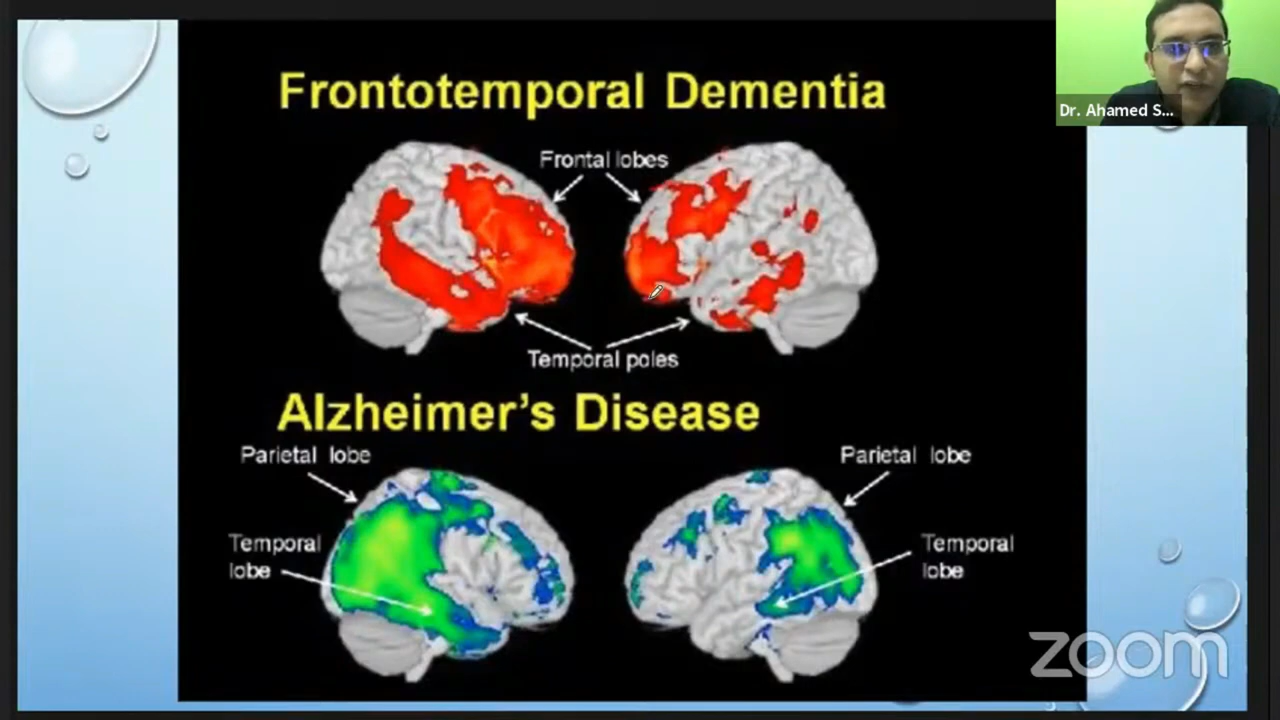 Frontotemporal Dementia
Dr. Ahamed S...
Frontal lobes
Temporal poles
Alzheimer's Disease
Parietal lobe
Parietal lobe
Temporal
lobe
Temporal
lobe
zoom